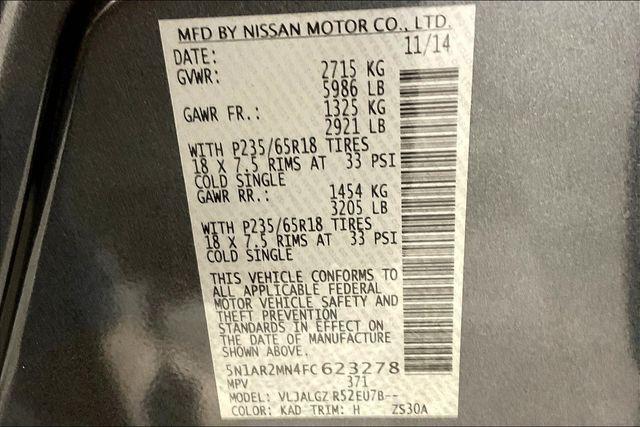 MFD BY NISSAN MOTOR CO., LTD.
DATE: 11/14
GVWR: 2715 KG
5986 LB
GAWR FR.: 1325 KG
2921 LB
WITH P235/65R18 TIRES
18 X 7.5 RIMS AT 33 PSI
COLD SINGLE
GAWR RR.: 1454 KG
3205 LB
WITH P235/65R18 TIRES
18 X 7.5 RIMS AT 33 PSI
COLD SINGLE
THIS VEHICLE CONFORMS TO
ALL APPLICABLE FEDERAL
MOTOR VEHICLE SAFETY AND
THEFT PREVENTION
STANDARDS IN EFFECT ON
THE DATE OF MANUFACTURE
SHOWN ABOVE.
5N1AR2MN4FC623278
MPV 371
MODEL: VLJALGZ R52EU7B--
COLOR: KAD TRIM: H ZS30A